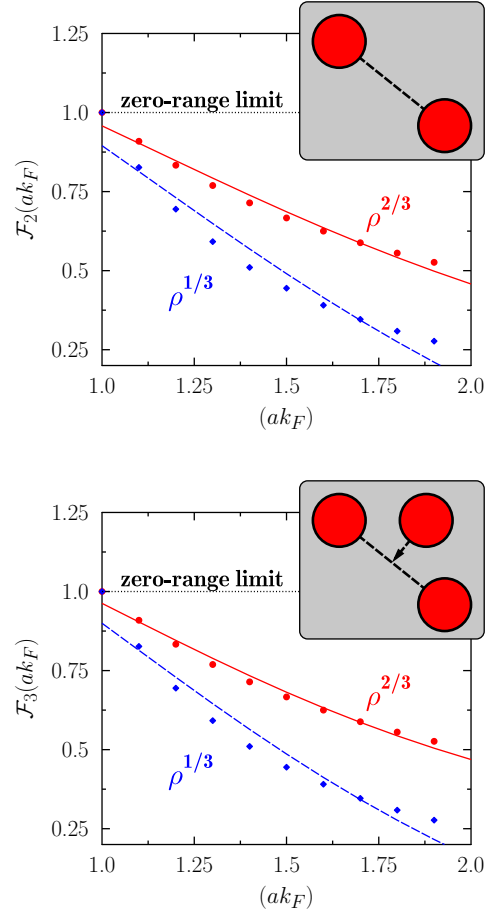 1.25
1.0
0.75
0.5
0.25
F₂(ak_F)
zero-range limit
ρ^{2/3}
ρ^{1/3}
1.0 1.25 1.5 1.75 2.0
(ak_F)
1.25
1.0
0.75
0.5
0.25
F₃(ak_F)
zero-range limit
ρ^{2/3}
ρ^{1/3}
1.0 1.25 1.5 1.75 2.0
(ak_F)